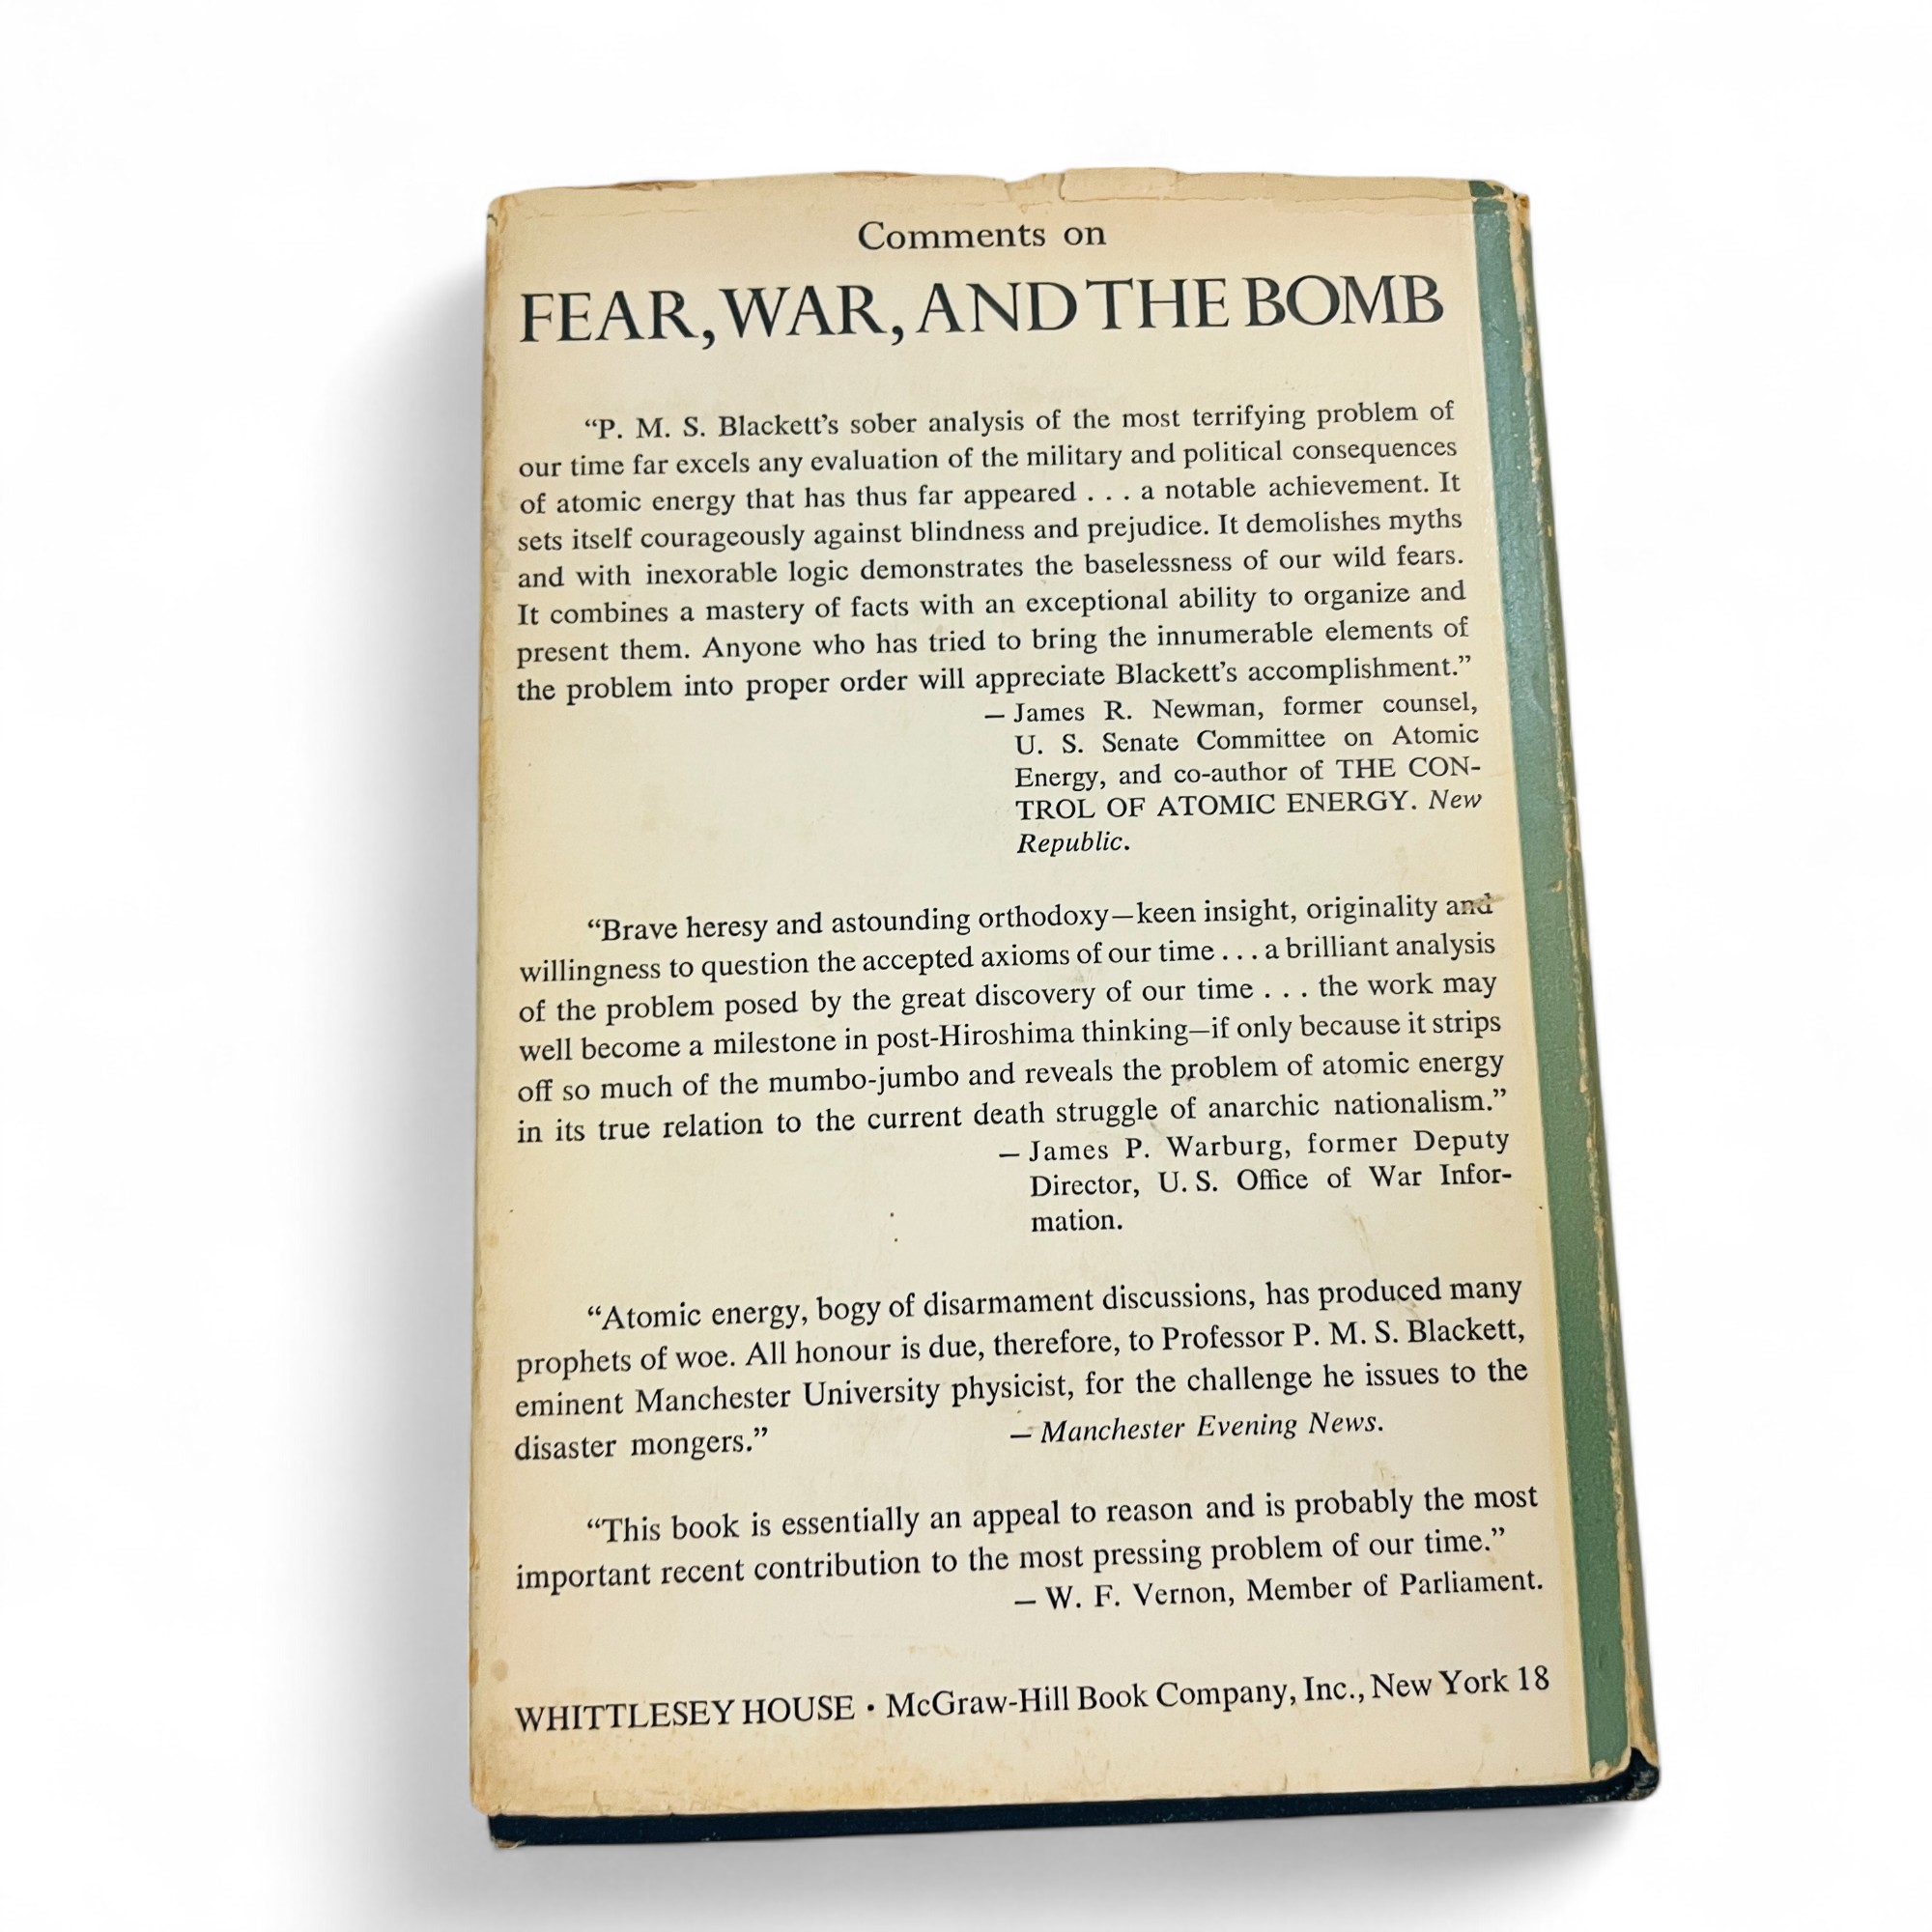 Comments on
FEAR, WAR, AND THE BOMB
“P. M. S. Blackett’s sober analysis of the most terrifying problem of
our time far excels any evaluation of the military and political consequences
of atomic energy that has thus far appeared . . . a notable achievement. It
sets itself courageously against blindness and prejudice. It demolishes myths
and with inexorable logic demonstrates the baselessness of our wild fears.
It combines a mastery of facts with an exceptional ability to organize and
present them. Anyone who has tried to bring the innumerable elements of
the problem into proper order will appreciate Blackett’s accomplishment.”
— James R. Newman, former counsel,
U. S. Senate Committee on Atomic
Energy, and co-author of THE CON-
TROL OF ATOMIC ENERGY. New
Republic.
“Brave heresy and astounding orthodoxy—keen insight, originality and
willingness to question the accepted axioms of our time . . . a brilliant analysis
of the problem posed by the great discovery of our time . . . the work may
well become a milestone in post-Hiroshima thinking—if only because it strips
off so much of the mumbo-jumbo and reveals the problem of atomic energy
in its true relation to the current death struggle of anarchic nationalism.”
— James P. Warburg, former Deputy
Director, U. S. Office of War Infor-
mation.
“Atomic energy, bogy of disarmament discussions, has produced many
prophets of woe. All honour is due, therefore, to Professor P. M. S. Blackett,
eminent Manchester University physicist, for the challenge he issues to the
disaster mongers.” — Manchester Evening News.
“This book is essentially an appeal to reason and is probably the most
important recent contribution to the most pressing problem of our time.”
— W. F. Vernon, Member of Parliament.
WHITTLESEY HOUSE · McGraw-Hill Book Company, Inc., New York 18